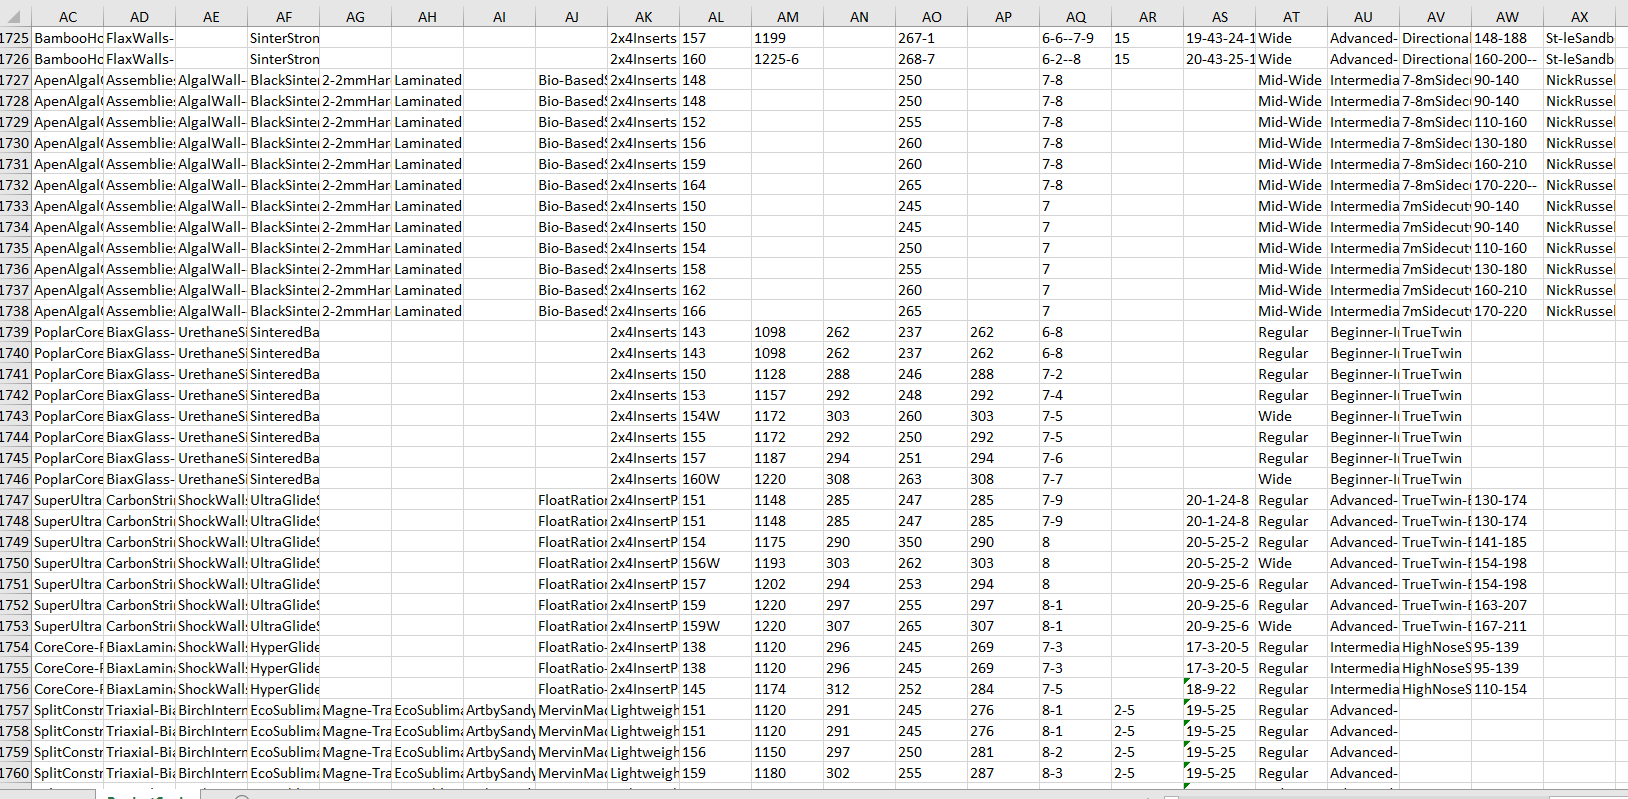 AC AD AE AF AG AH AI AJ AK AL AM AN AO AP AQ AR AS AT AU AV AW AX
1725 BambooHo FlaxWalls- SinterStron 2x4Inserts 157 1199 267-1 6-6--7-9 15 19-43-24-1 Wide Advanced- Directional 148-188 St-leSandb
1726 BambooHo FlaxWalls- SinterStron 2x4Inserts 160 1225-6 268-7 6-2--8 15 20-43-25-1 Wide Advanced- Directional 160-200-- St-leSandb
1727 ApenAlgal Assemblie AlgalWall- BlackSinte 2-2mmHar Laminated Bio-Based 2x4Inserts 148 250 7-8 Mid-Wide Intermedia 7-8mSidec 90-140 NickRussel
1728 ApenAlgal Assemblie AlgalWall- BlackSinte 2-2mmHar Laminated Bio-Based 2x4Inserts 148 250 7-8 Mid-Wide Intermedia 7-8mSidec 90-140 NickRussel
1729 ApenAlgal Assemblie AlgalWall- BlackSinte 2-2mmHar Laminated Bio-Based 2x4Inserts 152 255 7-8 Mid-Wide Intermedia 7-8mSidec 110-160 NickRussel
1730 ApenAlgal Assemblie AlgalWall- BlackSinte 2-2mmHar Laminated Bio-Based 2x4Inserts 156 260 7-8 Mid-Wide Intermedia 7-8mSidec 130-180 NickRussel
1731 ApenAlgal Assemblie AlgalWall- BlackSinte 2-2mmHar Laminated Bio-Based 2x4Inserts 159 260 7-8 Mid-Wide Intermedia 7-8mSidec 160-210 NickRussel
1732 ApenAlgal Assemblie AlgalWall- BlackSinte 2-2mmHar Laminated Bio-Based 2x4Inserts 164 265 7-8 Mid-Wide Intermedia 7-8mSidec 170-220-- NickRussel
1733 ApenAlgal Assemblie AlgalWall- BlackSinte 2-2mmHar Laminated Bio-Based 2x4Inserts 150 245 7 Mid-Wide Intermedia 7mSidecut 90-140 NickRussel
1734 ApenAlgal Assemblie AlgalWall- BlackSinte 2-2mmHar Laminated Bio-Based 2x4Inserts 150 245 7 Mid-Wide Intermedia 7mSidecut 90-140 NickRussel
1735 ApenAlgal Assemblie AlgalWall- BlackSinte 2-2mmHar Laminated Bio-Based 2x4Inserts 154 250 7 Mid-Wide Intermedia 7mSidecut 110-160 NickRussel
1736 ApenAlgal Assemblie AlgalWall- BlackSinte 2-2mmHar Laminated Bio-Based 2x4Inserts 158 255 7 Mid-Wide Intermedia 7mSidecut 130-180 NickRussel
1737 ApenAlgal Assemblie AlgalWall- BlackSinte 2-2mmHar Laminated Bio-Based 2x4Inserts 162 260 7 Mid-Wide Intermedia 7mSidecut 160-210 NickRussel
1738 ApenAlgal Assemblie AlgalWall- BlackSinte 2-2mmHar Laminated Bio-Based 2x4Inserts 166 265 7 Mid-Wide Intermedia 7mSidecut 170-220 NickRussel
1739 PoplarCore BiaxGlass- UrethaneSi SinteredBa 2x4Inserts 143 1098 262 237 262 6-8 Regular Beginner-I TrueTwin
1740 PoplarCore BiaxGlass- UrethaneSi SinteredBa 2x4Inserts 143 1098 262 237 262 6-8 Regular Beginner-I TrueTwin
1741 PoplarCore BiaxGlass- UrethaneSi SinteredBa 2x4Inserts 150 1128 288 246 288 7-2 Regular Beginner-I TrueTwin
1742 PoplarCore BiaxGlass- UrethaneSi SinteredBa 2x4Inserts 153 1157 292 248 292 7-4 Regular Beginner-I TrueTwin
1743 PoplarCore BiaxGlass- UrethaneSi SinteredBa 2x4Inserts 154W 1172 303 260 303 7-5 Wide Beginner-I TrueTwin
1744 PoplarCore BiaxGlass- UrethaneSi SinteredBa 2x4Inserts 155 1172 292 250 292 7-5 Regular Beginner-I TrueTwin
1745 PoplarCore BiaxGlass- UrethaneSi SinteredBa 2x4Inserts 157 1187 294 251 294 7-6 Regular Beginner-I TrueTwin
1746 PoplarCore BiaxGlass- UrethaneSi SinteredBa 2x4Inserts 160W 1220 308 263 308 7-7 Wide Beginner-I TrueTwin
1747 SuperUltra CarbonStri ShockWall UltraGlide FloatRatio 2x4InsertP 151 1148 285 247 285 7-9 20-1-24-8 Regular Advanced- TrueTwin-E 130-174
1748 SuperUltra CarbonStri ShockWall UltraGlide FloatRatio 2x4InsertP 151 1148 285 247 285 7-9 20-1-24-8 Regular Advanced- TrueTwin-E 130-174
1749 SuperUltra CarbonStri ShockWall UltraGlide FloatRatio 2x4InsertP 154 1175 290 350 290 8 20-5-25-2 Regular Advanced- TrueTwin-E 141-185
1750 SuperUltra CarbonStri ShockWall UltraGlide FloatRatio 2x4InsertP 156W 1193 303 262 303 8 20-5-25-2 Wide Advanced- TrueTwin-E 154-198
1751 SuperUltra CarbonStri ShockWall UltraGlide FloatRatio 2x4InsertP 157 1202 294 253 294 8 20-9-25-6 Regular Advanced- TrueTwin-E 154-198
1752 SuperUltra CarbonStri ShockWall UltraGlide FloatRatio 2x4InsertP 159 1220 297 255 297 8-1 20-9-25-6 Regular Advanced- TrueTwin-E 163-207
1753 SuperUltra CarbonStri ShockWall UltraGlide FloatRatio 2x4InsertP 159W 1220 307 265 307 8-1 20-9-25-6 Wide Advanced- TrueTwin-E 167-211
1754 CoreCore-F BiaxLamin ShockWall HyperGlide FloatRatio- 2x4InsertP 138 1120 296 245 269 7-3 17-3-20-5 Regular Intermedia HighNoseS 95-139
1755 CoreCore-F BiaxLamin ShockWall HyperGlide FloatRatio- 2x4InsertP 138 1120 296 245 269 7-3 17-3-20-5 Regular Intermedia HighNoseS 95-139
1756 CoreCore-F BiaxLamin ShockWall HyperGlide FloatRatio- 2x4InsertP 145 1174 312 252 284 7-5 18-9-22 Regular Intermedia HighNoseS 110-154
1757 SplitConstr Triaxial-Bi BirchIntern EcoSublima Magne-Tra EcoSublima ArtbySandy MervinMad Lightweigh 151 1120 291 245 276 8-1 2-5 19-5-25 Regular Advanced-
1758 SplitConstr Triaxial-Bi BirchIntern EcoSublima Magne-Tra EcoSublima ArtbySandy MervinMad Lightweigh 151 1120 291 245 276 8-1 2-5 19-5-25 Regular Advanced-
1759 SplitConstr Triaxial-Bi BirchIntern EcoSublima Magne-Tra EcoSublima ArtbySandy MervinMad Lightweigh 156 1150 297 250 281 8-2 2-5 19-5-25 Regular Advanced-
1760 SplitConstr Triaxial-Bi BirchIntern EcoSublima Magne-Tra EcoSublima ArtbySandy MervinMad Lightweigh 159 1180 302 255 287 8-3 2-5 19-5-25 Regular Advanced-